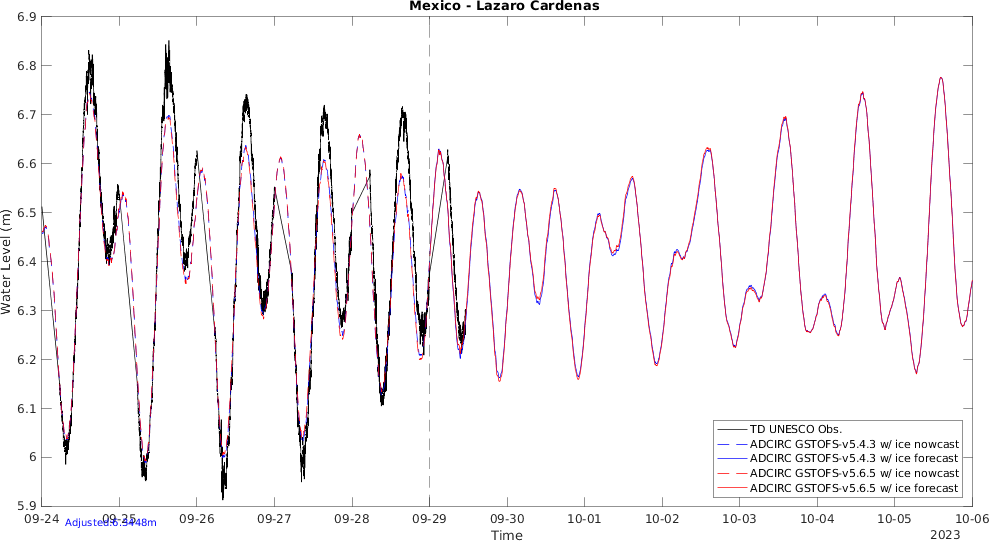 Mexico - Lazaro Cardenas
6.9
6.8
6.7
6.6
6.5
6.4
6.3
6.2
6.1
6
5.9
Water Level (m)
TD UNESCO Obs.
ADCIRC GSTOFS-v5.4.3 w/ ice nowcast
ADCIRC GSTOFS-v5.4.3 w/ ice forecast
ADCIRC GSTOFS-v5.6.5 w/ ice nowcast
ADCIRC GSTOFS-v5.6.5 w/ ice forecast
09-24 09-25 09-26 09-27 09-28 09-29 09-30 10-01 10-02 10-03 10-04 10-05 10-06
Adjusted:6.3448m
Time
2023